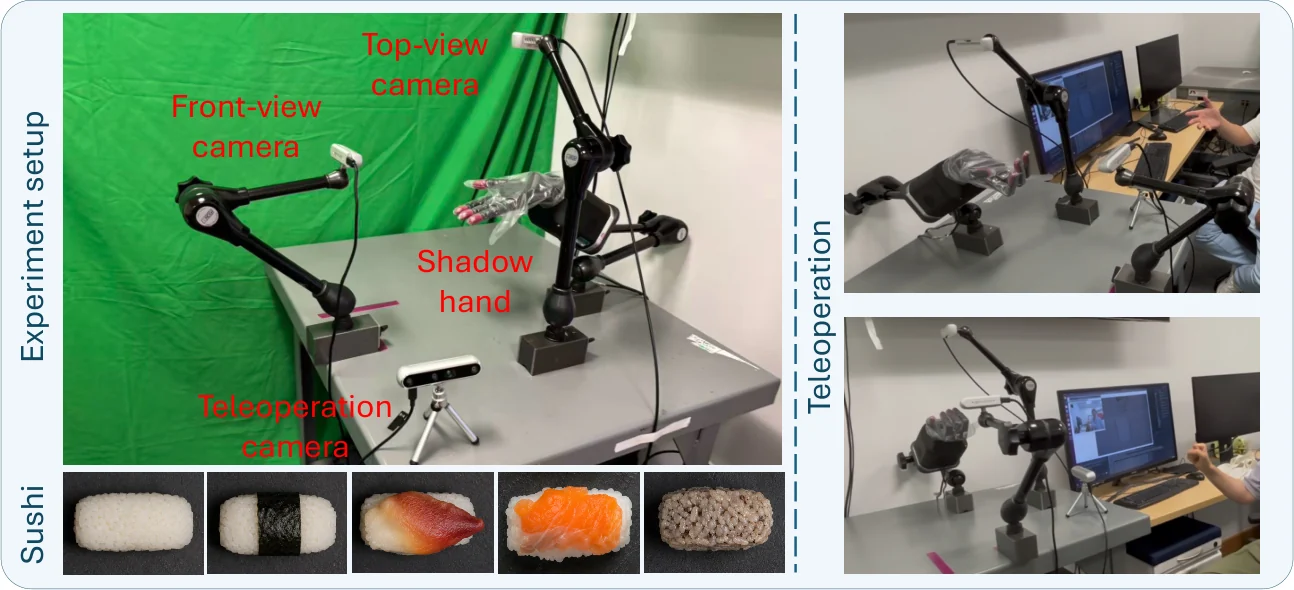 Experiment setup
Top-view
camera
Front-view
camera
Shadow
hand
Teleoperation
camera
Sushi
Teleoperation